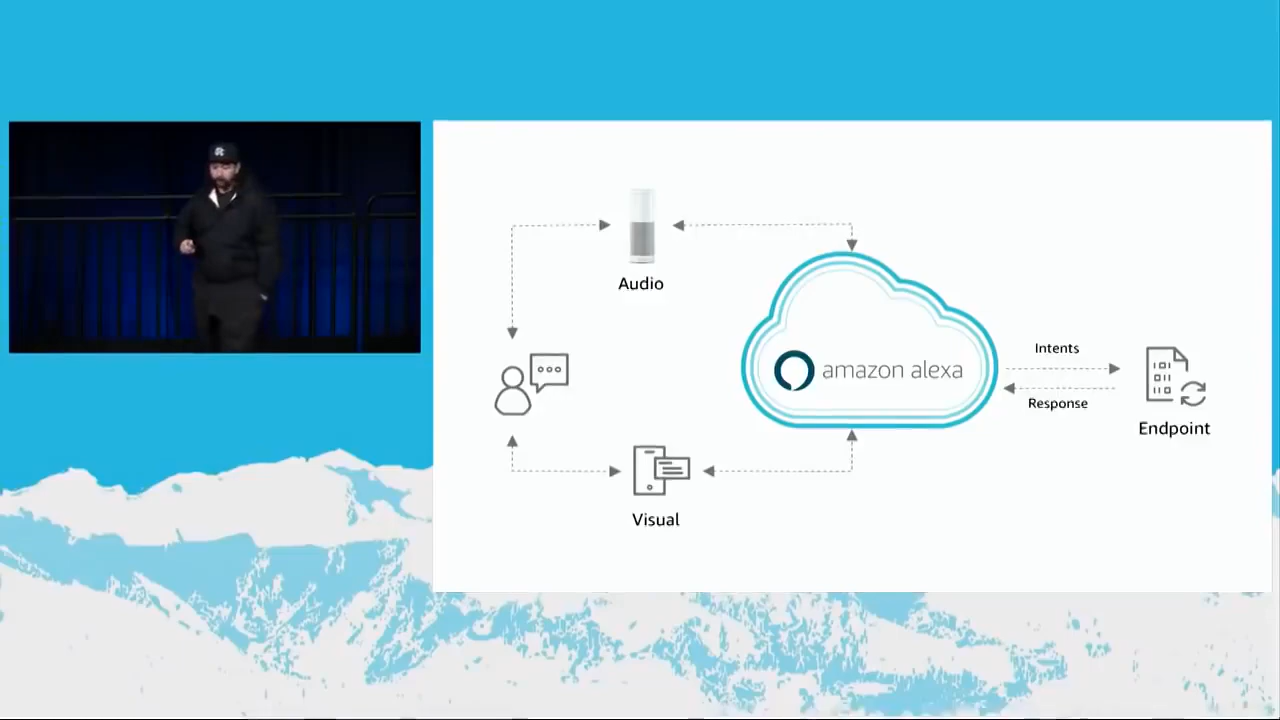 Audio
amazon alexa
Intents
Response
Endpoint
Visual